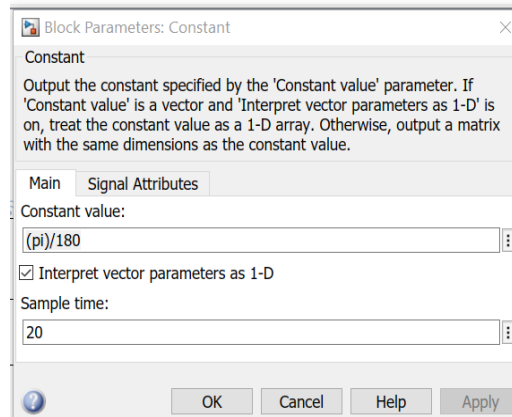 Block Parameters: Constant
Constant
Output the constant specified by the 'Constant value' parameter. If
'Constant value' is a vector and 'Interpret vector parameters as 1-D' is
on, treat the constant value as a 1-D array. Otherwise, output a matrix
with the same dimensions as the constant value.
Main Signal Attributes
Constant value:
(pi)/180
Interpret vector parameters as 1-D
Sample time:
20
OK Cancel Help Apply